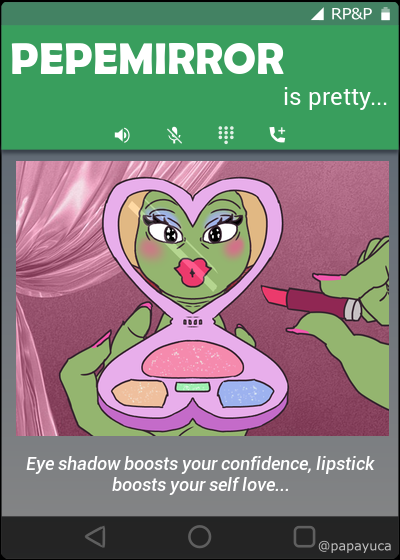 RP&P
PEPEMIRROR
is pretty...
Eye shadow boosts your confidence, lipstick
boosts your self love...
@papayuca